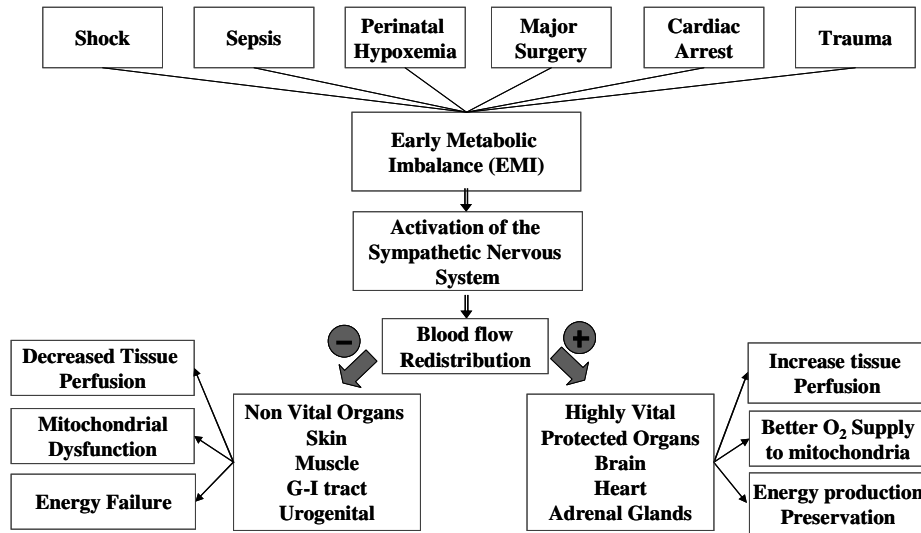 Shock
Sepsis
Perinatal
Hypoxemia
Major
Surgery
Cardiac
Arrest
Trauma
Early Metabolic
Imbalance (EMI)
Activation of the
Sympathetic Nervous
System
Blood flow
Redistribution
−
+
Decreased Tissue
Perfusion
Mitochondrial
Dysfunction
Energy Failure
Non Vital Organs
Skin
Muscle
G-I tract
Urogenital
Highly Vital
Protected Organs
Brain
Heart
Adrenal Glands
Increase tissue
Perfusion
Better O₂ Supply
to mitochondria
Energy production
Preservation